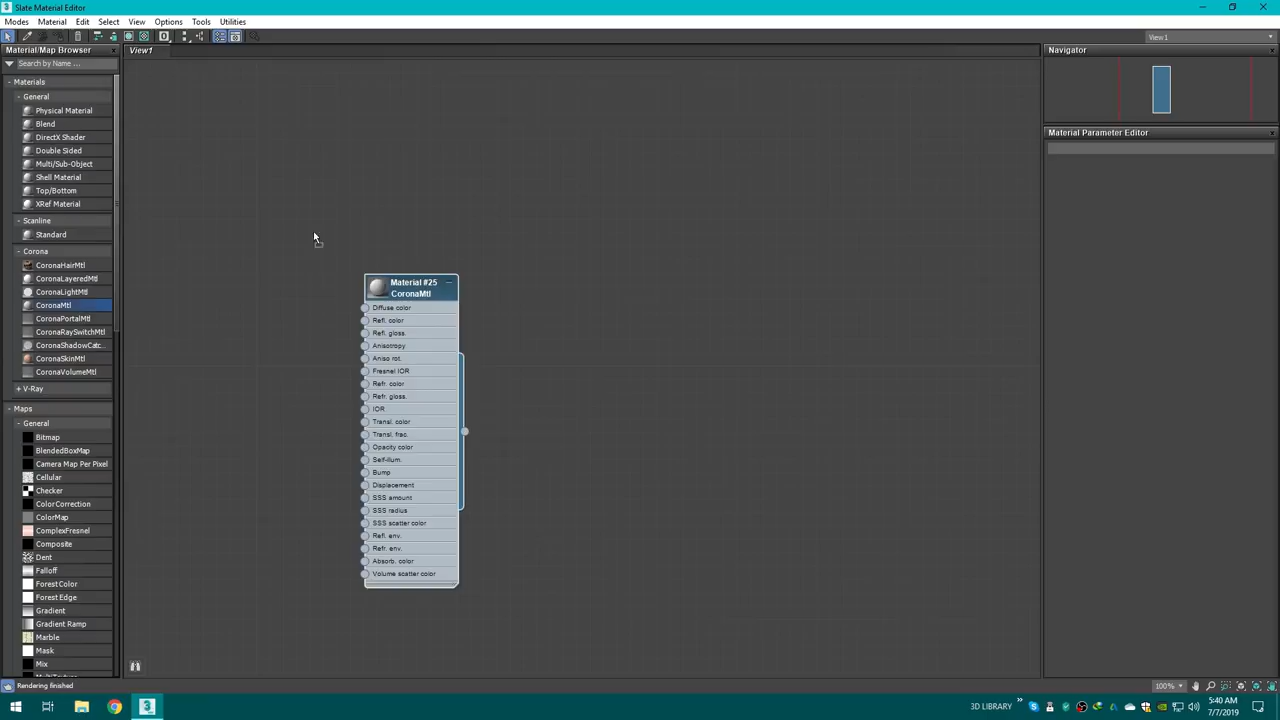 Slate Material Editor
Modes Material Edit Select View Options Tools Utilities
Material/Map Browser
View1
View1
Navigator
Search by Name ...
- Materials
- General
Physical Material
Blend
DirectX Shader
Double Sided
Multi/Sub-Object
Shell Material
Top/Bottom
XRef Material
- Scanline
Standard
- Corona
CoronaHairMtl
CoronaLayeredMtl
CoronaLightMtl
CoronaMtl
CoronaPortalMtl
CoronaRaySwitchMtl
CoronaShadowCatc...
CoronaSkinMtl
CoronaVolumeMtl
+ V-Ray
- Maps
- General
Bitmap
BlendedBoxMap
Camera Map Per Pixel
Cellular
Checker
ColorCorrection
ColorMap
ComplexFresnel
Composite
Dent
Falloff
Forest Color
Forest Edge
Gradient
Gradient Ramp
Marble
Mask
Mix
Material #25
CoronaMtl
Diffuse color
Refl. color
Refl. gloss.
Anisotropy
Aniso rot.
Fresnel IOR
Refr. color
Refr. gloss.
IOR
Transl. color
Transl. frac.
Opacity color
Self-illum.
Bump
Displacement
SSS amount
SSS radius
SSS scatter color
Refl. env.
Refr. env.
Absorb. color
Volume scatter color
Material Parameter Editor
Rendering finished
100%
3D LIBRARY
5:40 AM
7/7/2019